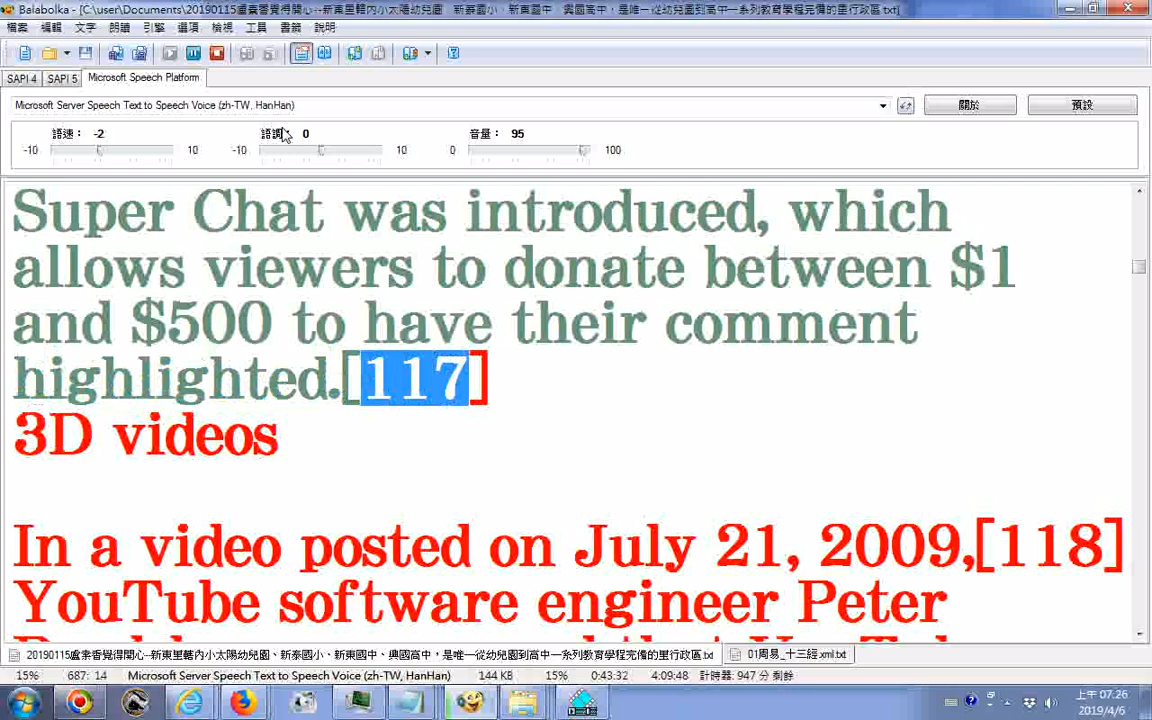 Balabolka - [C:\user\Documents\20190115盧素香覺得開心--新東里轄內小太陽幼兒園、新泰國小、新東國中、興國高中，是唯一從幼兒園到高中一系列教育學程完備的里行政區.txt]
檔案 編輯 文字 朗讀 引擎 選項 檢視 工具 書籤 說明
SAPI 4 SAPI 5 Microsoft Speech Platform
Microsoft Server Speech Text to Speech Voice (zh-TW, HanHan) 關於 預設
語速： -2 語調： 0 音量： 95
-10 10 -10 10 0 100
Super Chat was introduced, which
allows viewers to donate between $1
and $500 to have their comment
highlighted.[117]
3D videos
In a video posted on July 21, 2009,[118]
YouTube software engineer Peter
20190115盧素香覺得開心--新東里轄內小太陽幼兒園、新泰國小、新東國中、興國高中，是唯一從幼兒園到高中一系列教育學程完備的里行政區.txt 01周易_十三經.xml.txt
15% 687: 14 Microsoft Server Speech Text to Speech Voice (zh-TW, HanHan) 144 KB 15% 0:43:32 4:09:48 計時器: 947 分 剩餘
上午 07:26
2019/4/6